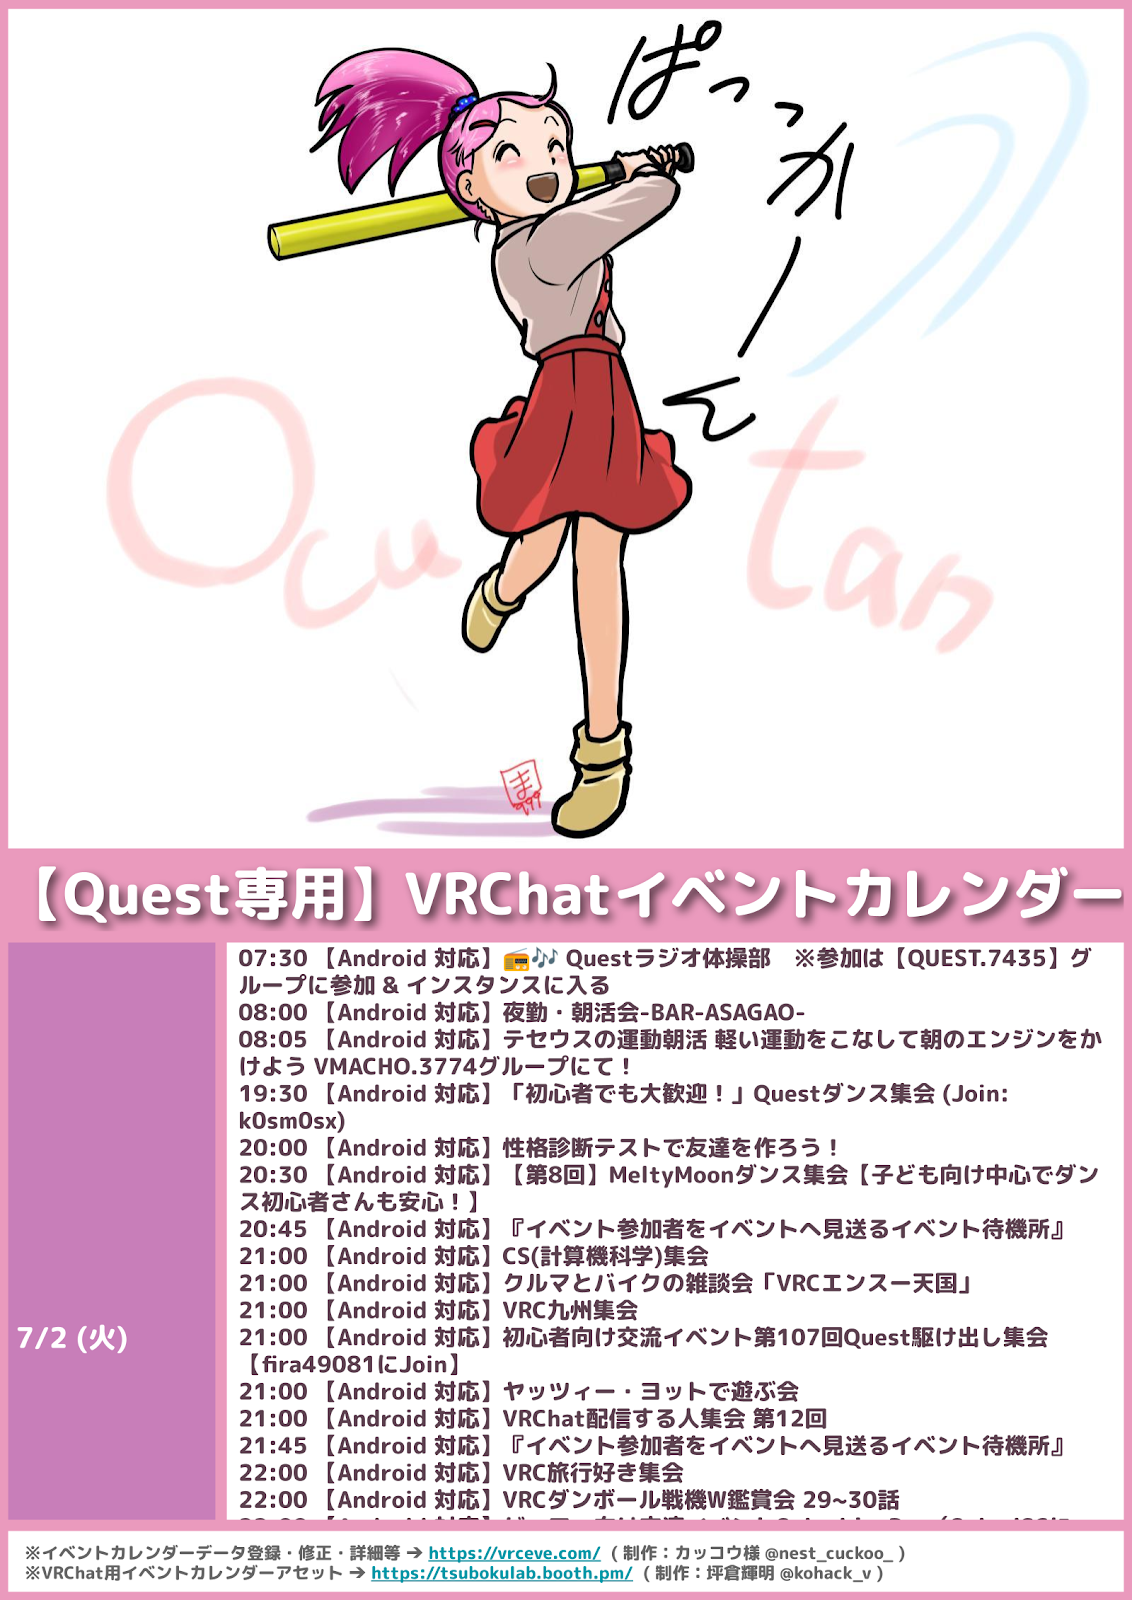 ぱっっかーん
Ocu tan
ま
999
【Quest専用】VRChatイベントカレンダー
7/2 (火)
07:30 【Android 対応】📻🎶 Questラジオ体操部　※参加は【QUEST.7435】グ
ループに参加 & インスタンスに入る
08:00 【Android 対応】夜勤・朝活会-BAR-ASAGAO-
08:05 【Android 対応】テセウスの運動朝活 軽い運動をこなして朝のエンジンをか
けよう VMACHO.3774グループにて！
19:30 【Android 対応】「初心者でも大歓迎！」Questダンス集会 (Join:
k0sm0sx)
20:00 【Android 対応】性格診断テストで友達を作ろう！
20:30 【Android 対応】【第8回】MeltyMoonダンス集会【子ども向け中心でダン
ス初心者さんも安心！】
20:45 【Android 対応】『イベント参加者をイベントへ見送るイベント待機所』
21:00 【Android 対応】CS(計算機科学)集会
21:00 【Android 対応】クルマとバイクの雑談会「VRCエンスー天国」
21:00 【Android 対応】VRC九州集会
21:00 【Android 対応】初心者向け交流イベント第107回Quest駆け出し集会
【fira49081にJoin】
21:00 【Android 対応】ヤッツィー・ヨットで遊ぶ会
21:00 【Android 対応】VRChat配信する人集会 第12回
21:45 【Android 対応】『イベント参加者をイベントへ見送るイベント待機所』
22:00 【Android 対応】VRC旅行好き集会
22:00 【Android 対応】VRCダンボール戦機W鑑賞会 29~30話
※イベントカレンダーデータ登録・修正・詳細等 ➔ https://vrceve.com/ ( 制作：カッコウ様 @nest_cuckoo_ )
※VRChat用イベントカレンダーアセット ➔ https://tsubokulab.booth.pm/ ( 制作：坪倉輝明 @kohack_v )